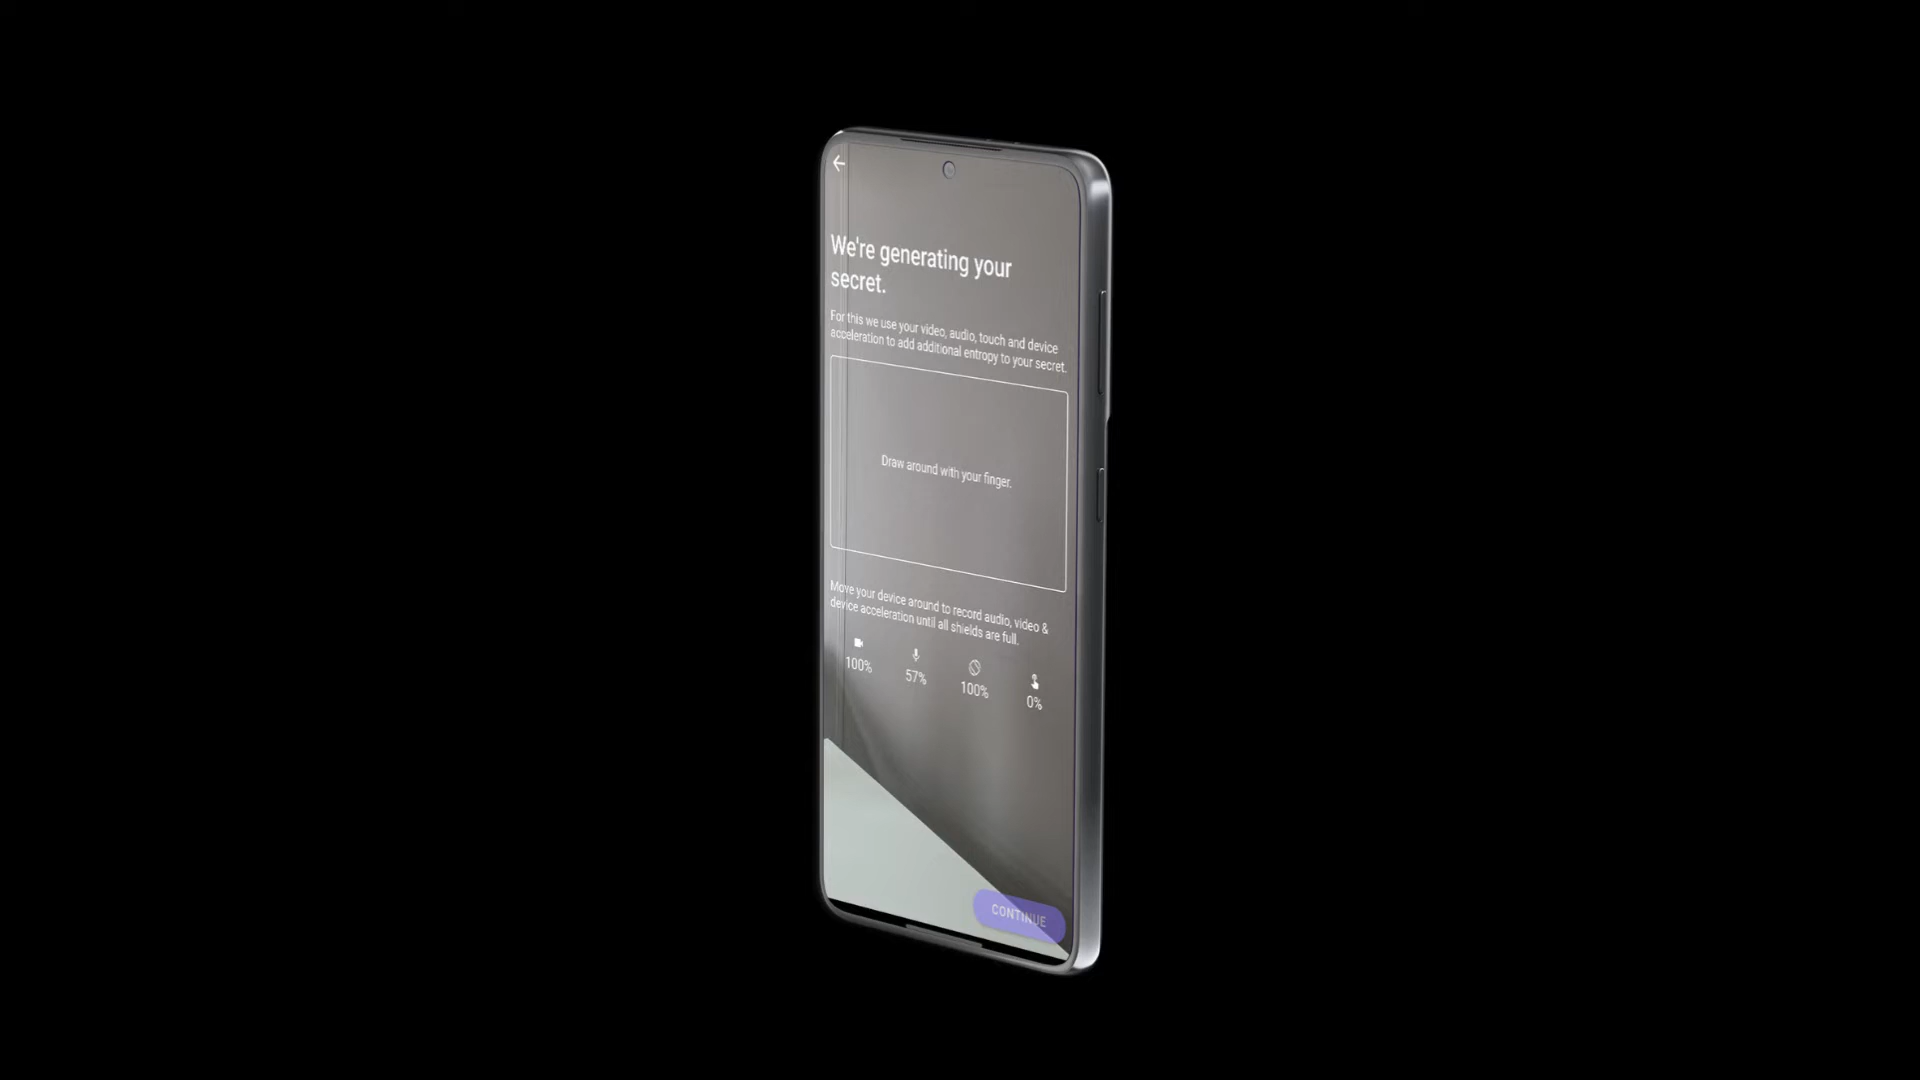 We're generating your
secret.
For this we use your video, audio, touch and device
acceleration to add additional entropy to your secret.
Draw around with your finger.
Move your device around to record audio, video &
device acceleration until all shields are full.
100% 57% 100% 0%
CONTINUE